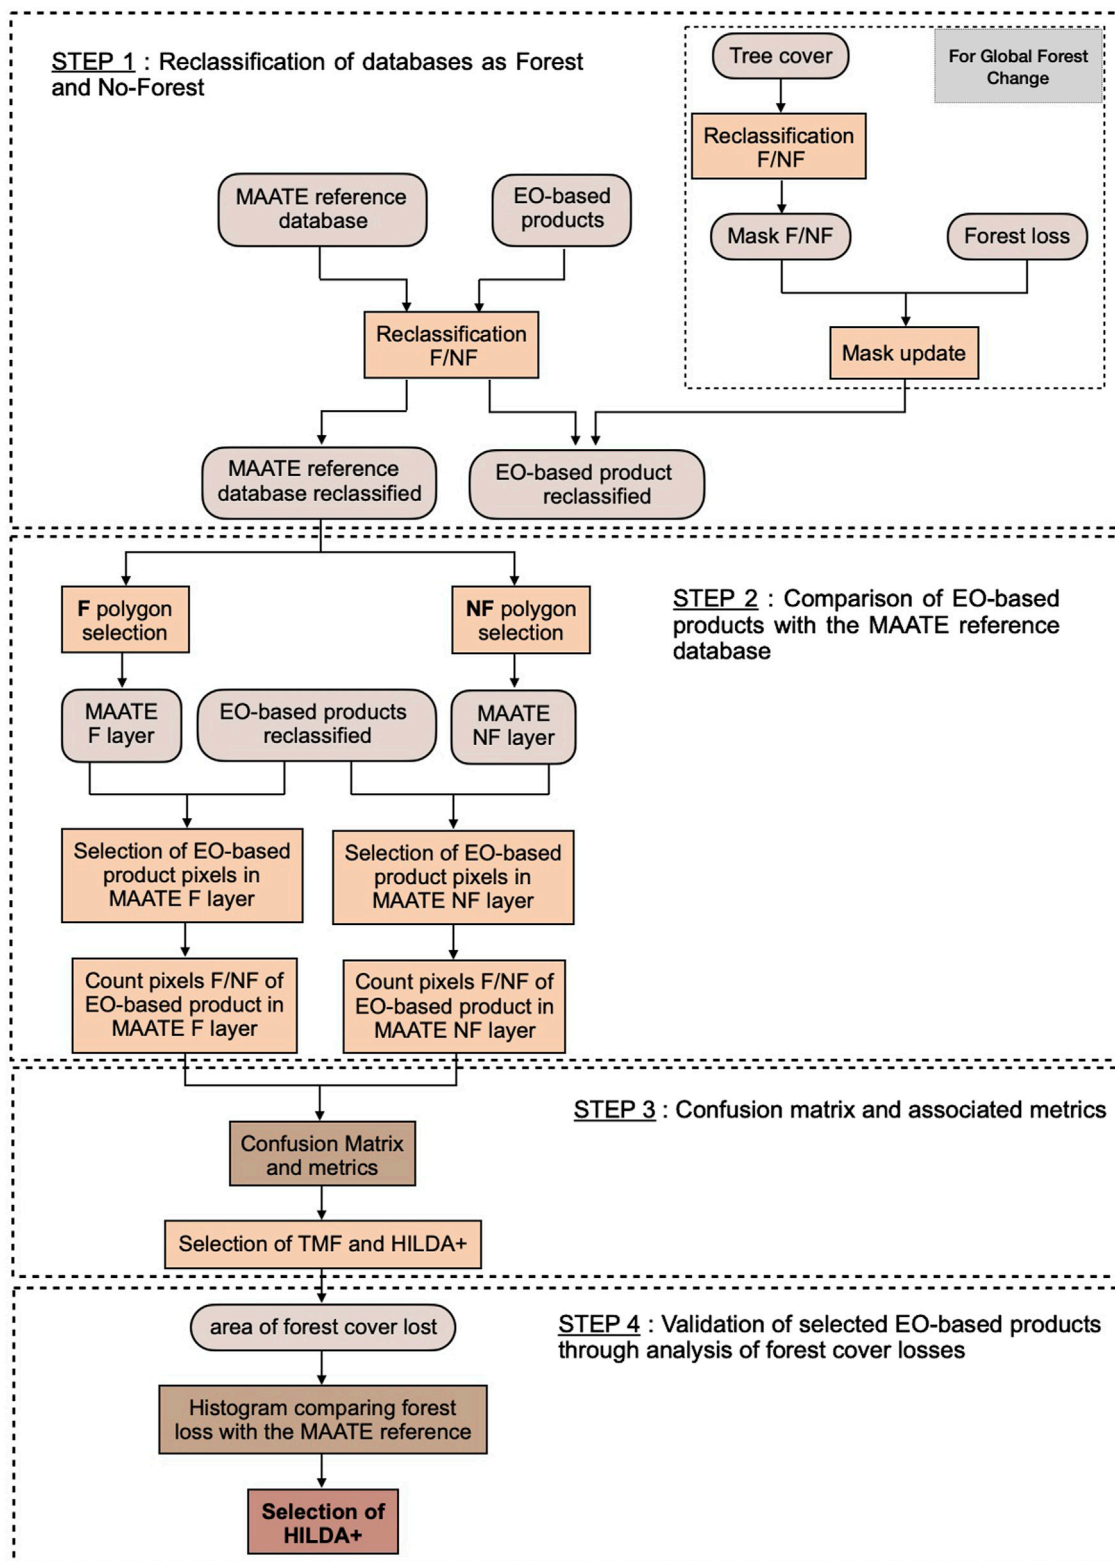 STEP 1 : Reclassification of databases as Forest
and No-Forest
For Global Forest
Change
Tree cover
Reclassification
F/NF
Mask F/NF
Forest loss
Mask update
MAATE reference
database
EO-based
products
Reclassification
F/NF
MAATE reference
database reclassified
EO-based product
reclassified
STEP 2 : Comparison of EO-based
products with the MAATE reference
database
F polygon
selection
NF polygon
selection
MAATE
F layer
EO-based products
reclassified
MAATE
NF layer
Selection of EO-based
product pixels in
MAATE F layer
Selection of EO-based
product pixels in
MAATE NF layer
Count pixels F/NF of
EO-based product in
MAATE F layer
Count pixels F/NF of
EO-based product in
MAATE NF layer
STEP 3 : Confusion matrix and associated metrics
Confusion Matrix
and metrics
Selection of TMF and HILDA+
STEP 4 : Validation of selected EO-based products
through analysis of forest cover losses
area of forest cover lost
Histogram comparing forest
loss with the MAATE reference
Selection of
HILDA+